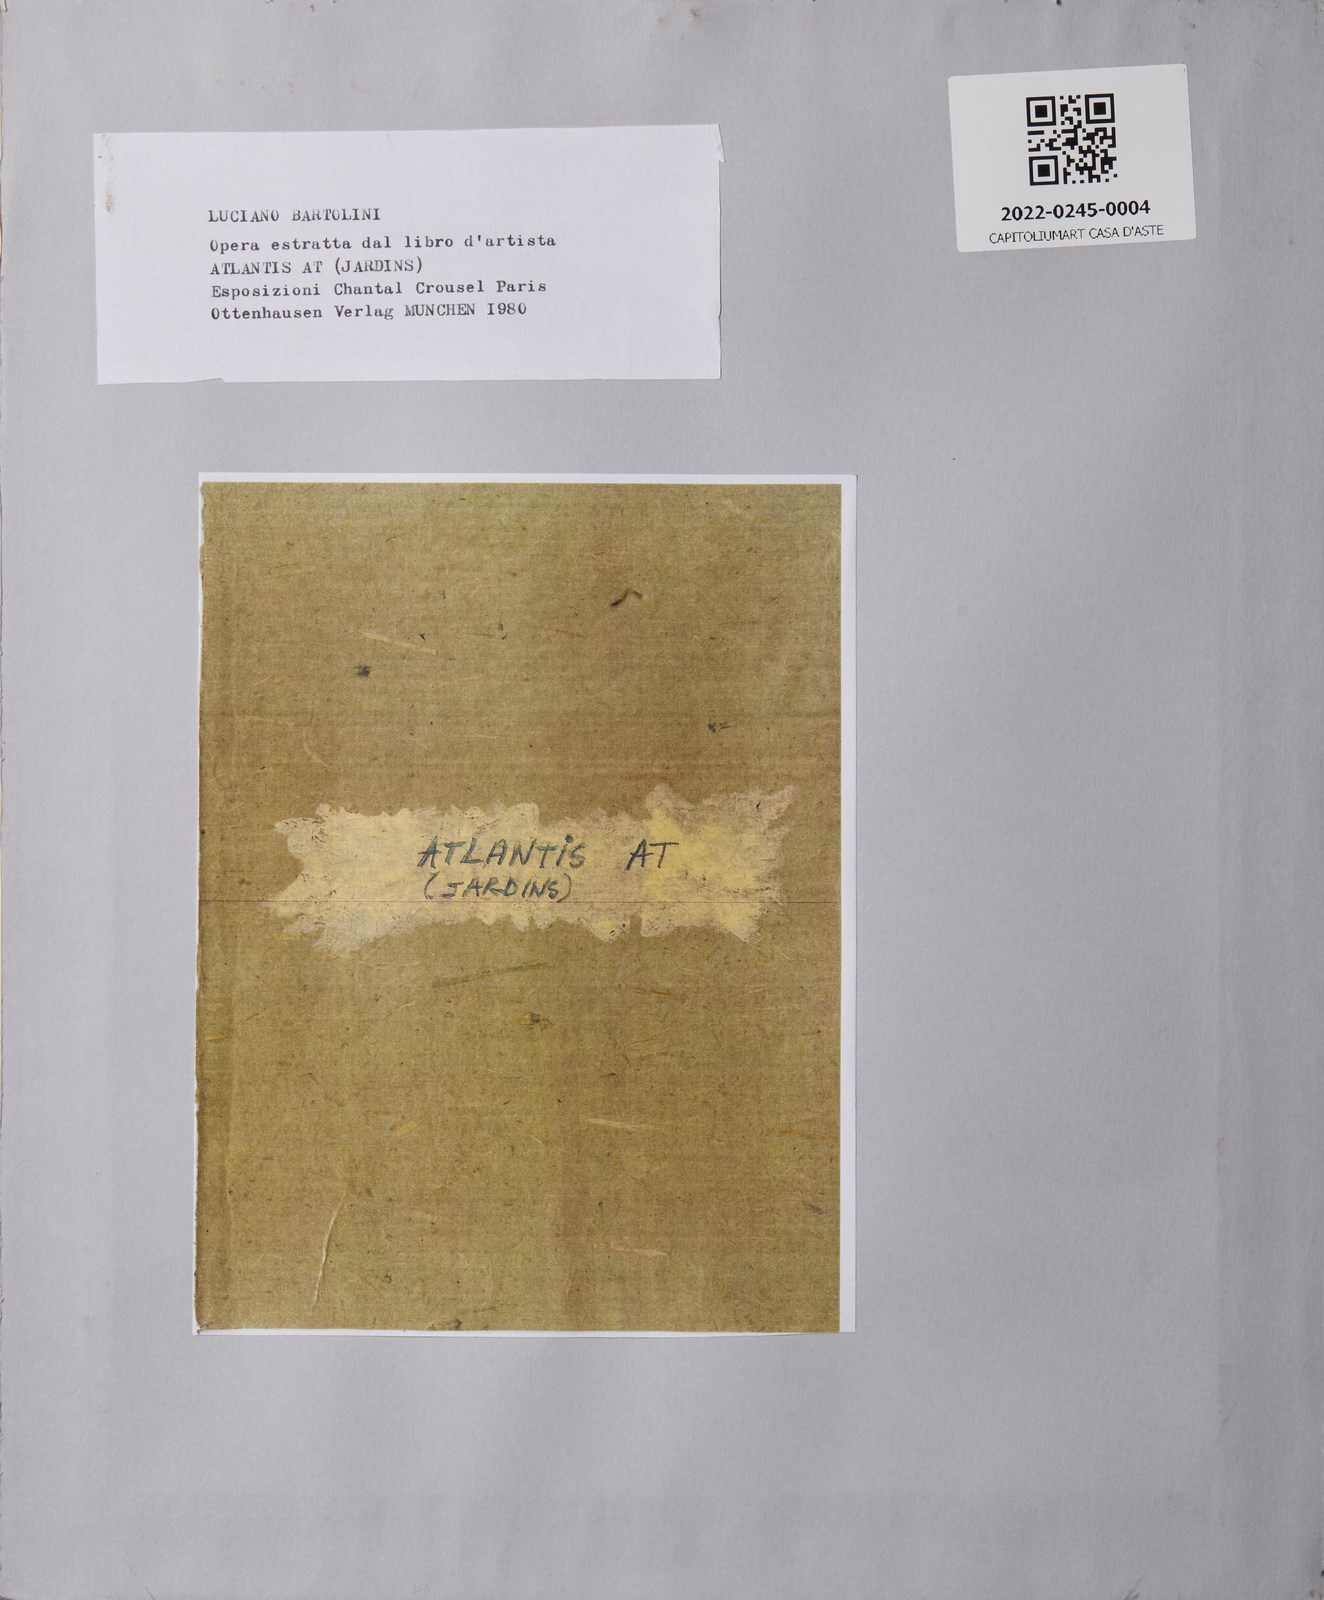 LUCIANO BARTOLINI
Opera estratta dal libro d'artista
ATLANTIS AT (JARDINS)
Esposizioni Chantal Crousel Paris
Ottenhausen Verlag MUNCHEN I980
2022-0245-0004
CAPITOLIUMART CASA D'ASTE
ATLANTIS AT
(JARDINS)